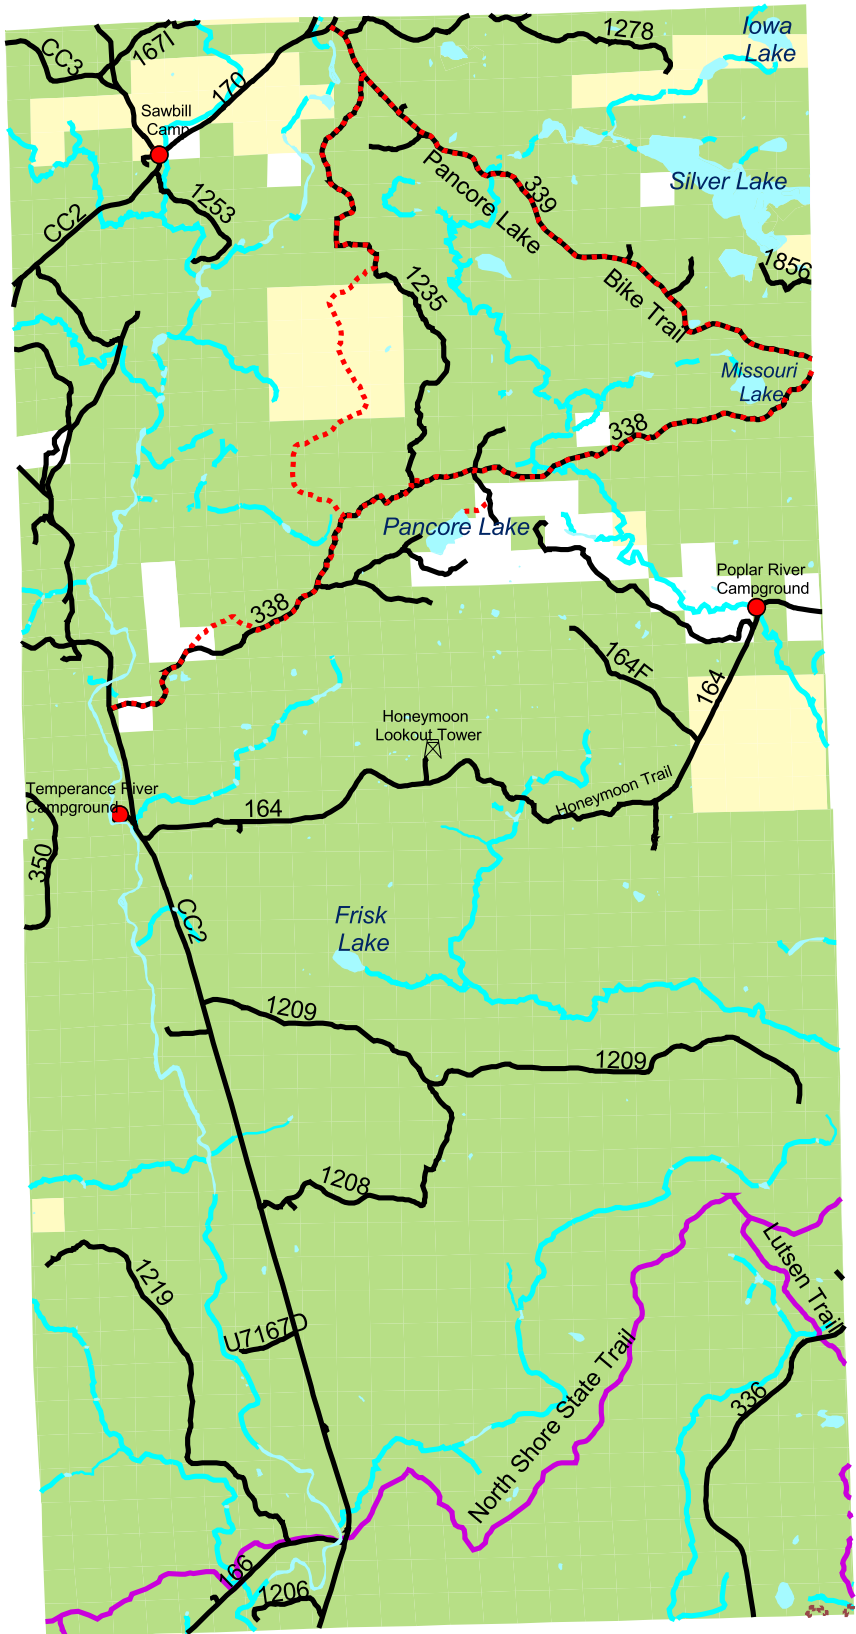 Iowa
Lake
1278
CC3
167I
170
Sawbill
Camp
Pancore Lake
339
Silver Lake
1253
CC2
1856
1235
Bike Trail
Missouri
Lake
338
Pancore Lake
Poplar River
Campground
338
164F
164
Honeymoon
Lookout Tower
Temperance River
Campground
Honeymoon Trail
164
350
CC2
Frisk
Lake
1209
1209
1208
Lutsen Trail
1219
U7167D
North Shore State Trail
336
166
1206